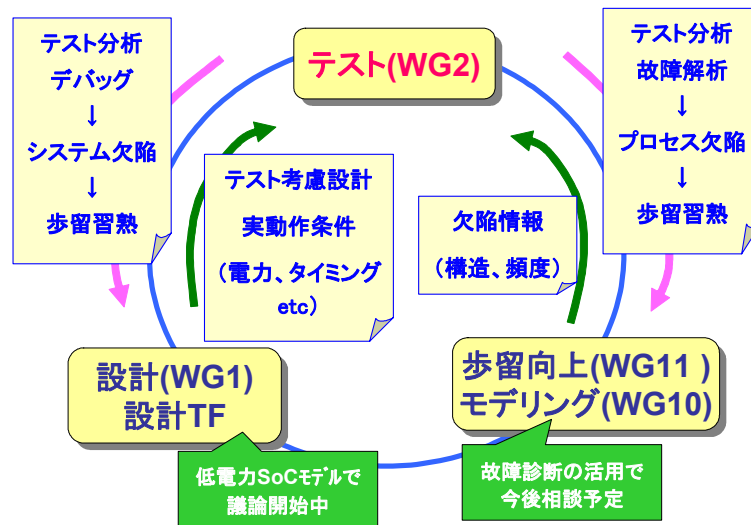 テスト分析
デバッグ
↓
システム欠陥
↓
歩留習熟
テスト(WG2)
テスト分析
故障解析
↓
プロセス欠陥
↓
歩留習熟
テスト考慮設計
実動作条件
（電力、タイミング
etc）
欠陥情報
（構造、頻度）
設計(WG1)
設計TF
歩留向上(WG11 )
モデリング(WG10)
低電力SoCﾓﾃﾞﾙで
議論開始中
故障診断の活用で
今後相談予定